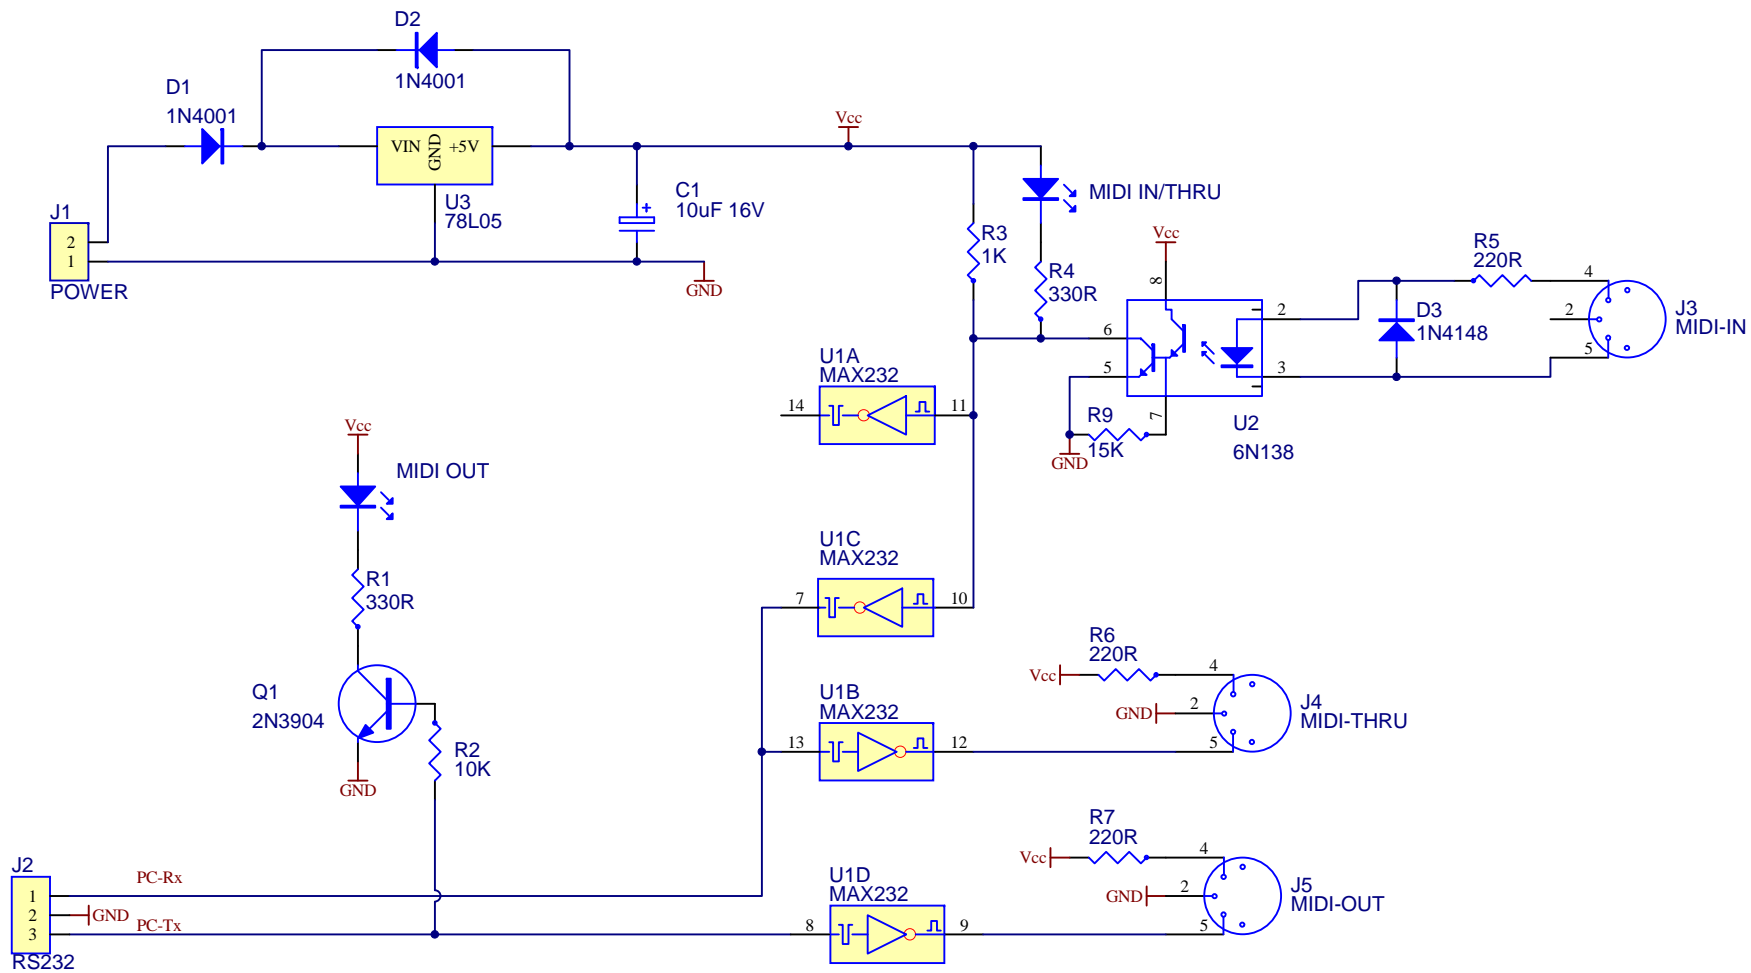 D2
1N4001
D1
1N4001
VIN
GND
+5V
U3
78L05
C1
10uF 16V
+
Vcc
J1
2
1
POWER
GND
MIDI IN/THRU
R3
1K
R4
330R
Vcc
8
6
5
7
2
3
R9
15K
GND
U2
6N138
R5
220R
D3
1N4148
4
2
5
J3
MIDI-IN
U1A
MAX232
14
11
Vcc
MIDI OUT
R1
330R
Q1
2N3904
GND
R2
10K
U1C
MAX232
7
10
U1B
MAX232
13
12
R6
220R
Vcc
GND
4
2
5
J4
MIDI-THRU
R7
220R
Vcc
GND
4
2
5
J5
MIDI-OUT
U1D
MAX232
8
9
J2
1
2
3
RS232
PC-Rx
GND
PC-Tx